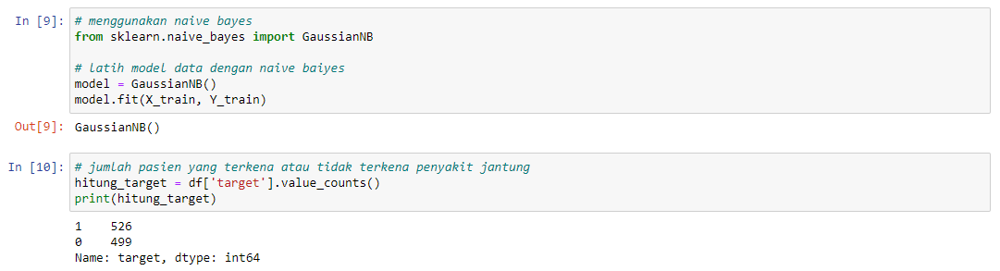 In [9]: # menggunakan naive bayes
from sklearn.naive_bayes import GaussianNB
# latih model data dengan naive baiyes
model = GaussianNB()
model.fit(X_train, Y_train)
Out[9]: GaussianNB()
In [10]: # jumlah pasien yang terkena atau tidak terkena penyakit jantung
hitung_target = df['target'].value_counts()
print(hitung_target)
1    526
0    499
Name: target, dtype: int64